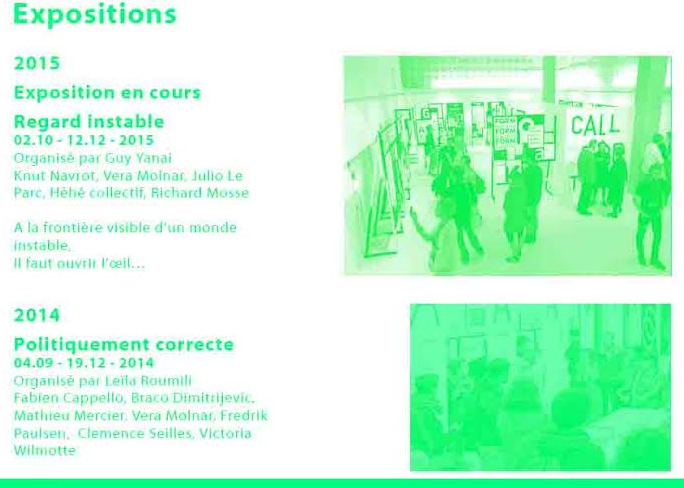 Expositions
2015
Exposition en cours
Regard instable
02.10 - 12.12 - 2015
Organisé par Guy Yanai
Knut Navrot, Vera Molnar, Julio Le
Parc, Héhé collectif, Richard Mosse
A la frontière visible d'un monde
instable,
Il faut ouvrir l'œil...
FORM
FORM
FORM
CALL
2014
Politiquement correcte
04.09 - 19.12 - 2014
Organisé par Leïla Roumili
Fabien Cappello, Braco Dimitrijevic,
Mathieu Mercier, Vera Molnar, Fredrik
Paulsen, Clemence Seilles, Victoria
Wilmotte